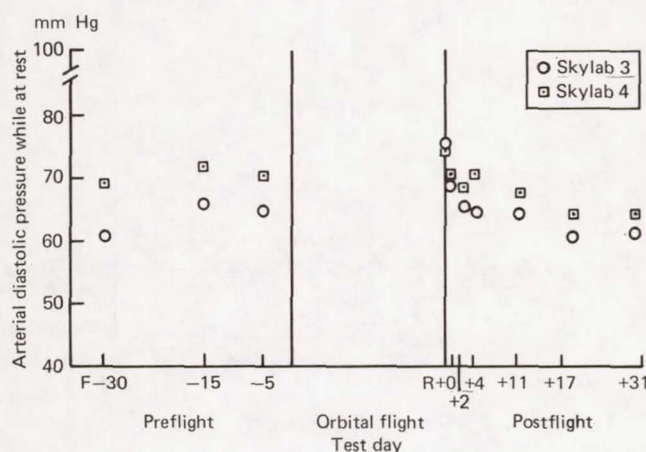 mm Hg
100
80
70
60
50
40
Arterial diastolic pressure while at rest
Skylab 3
Skylab 4
F−30 −15 −5 R+0 +4 +11 +17 +31
+2
Preflight Orbital flight Postflight
Test day